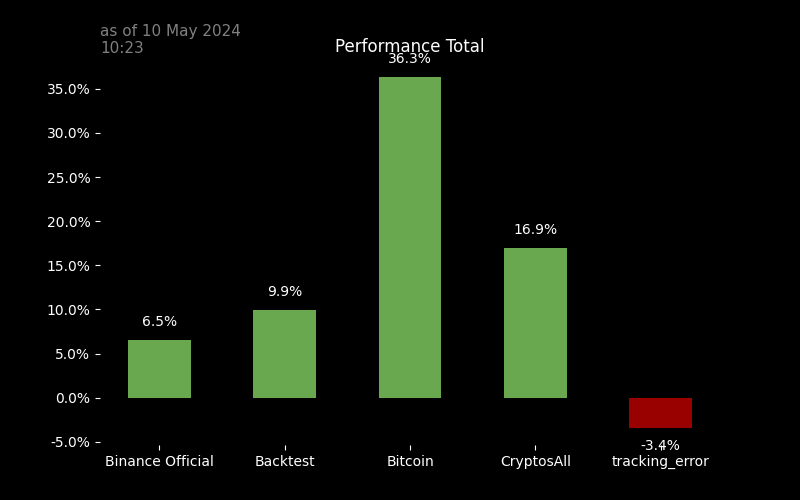 as of 10 May 2024
10:23
Performance Total
36.3%
35.0%
30.0%
25.0%
20.0%
16.9%
15.0%
10.0%
9.9%
6.5%
5.0%
0.0%
-5.0%
-3.4%
Binance Official
Backtest
Bitcoin
CryptosAll
tracking_error